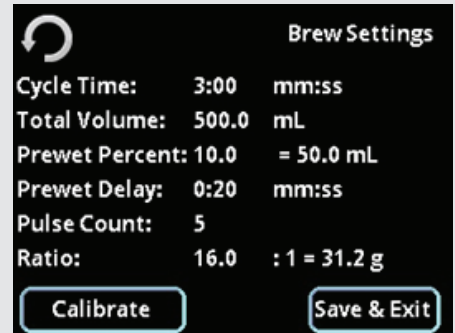 Brew Settings
Cycle Time: 3:00 mm:ss
Total Volume: 500.0 mL
Prewet Percent: 10.0 = 50.0 mL
Prewet Delay: 0:20 mm:ss
Pulse Count: 5
Ratio: 16.0 : 1 = 31.2 g
Calibrate Save & Exit